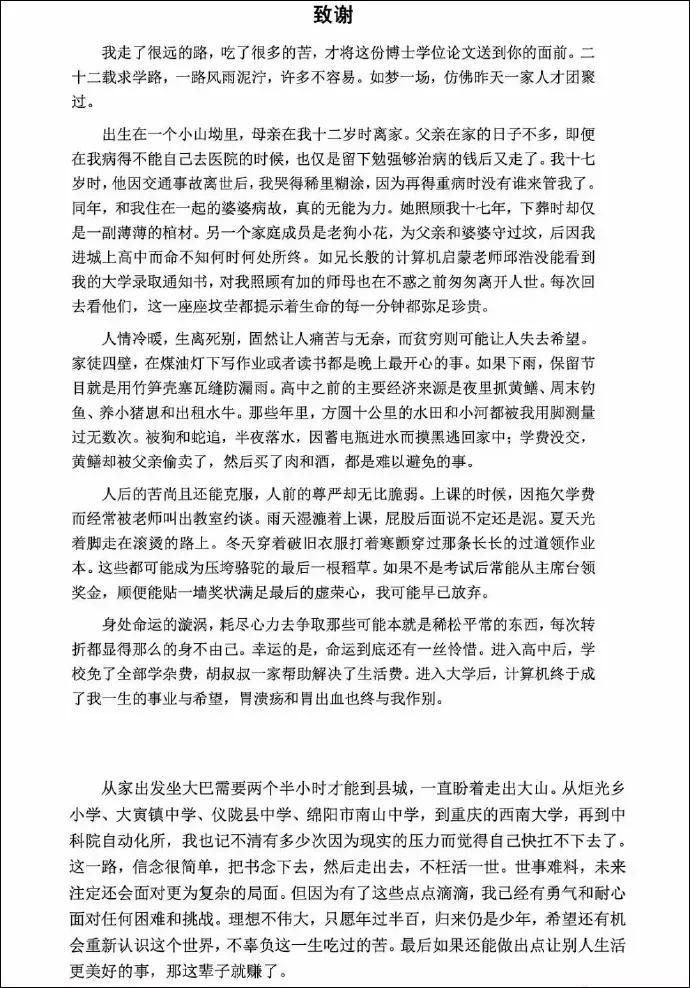 致谢
我走了很远的路，吃了很多的苦，才将这份博士学位论文送到你的面前。二
十二载求学路，一路风雨泥泞，许多不容易。如梦一场，仿佛昨天一家人才团聚
过。
出生在一个小山坳里，母亲在我十二岁时离家。父亲在家的日子不多，即便
在我病得不能自己去医院的时候，也仅是留下勉强够治病的钱后又走了。我十七
岁时，他因交通事故离世后，我哭得稀里糊涂，因为再得重病时没有谁来管我了。
同年，和我住在一起的婆婆病故，真的无能为力。她照顾我十七年，下葬时却仅
是一副薄薄的棺材。另一个家庭成员是老狗小花，为父亲和婆婆守过坟，后因我
进城上高中而命不知何时何处所终。如兄长般的计算机启蒙老师邱浩没能看到
我的大学录取通知书，对我照顾有加的师母也在不惑之前匆匆离开人世。每次回
去看他们，这一座座坟茔都提示着生命的每一分钟都弥足珍贵。
人情冷暖，生离死别，固然让人痛苦与无奈，而贫穷则可能让人失去希望。
家徒四壁，在煤油灯下写作业或者读书都是晚上最开心的事。如果下雨，保留节
目就是用竹笋壳塞瓦缝防漏雨。高中之前的主要经济来源是夜里抓黄鳝、周末钓
鱼、养小猪崽和出租水牛。那些年里，方圆十公里的水田和小河都被我用脚测量
过无数次。被狗和蛇追，半夜落水，因蓄电瓶进水而摸黑逃回家中；学费没交，
黄鳝却被父亲偷卖了，然后买了肉和酒，都是难以避免的事。
人后的苦尚且还能克服，人前的尊严却无比脆弱。上课的时候，因拖欠学费
而经常被老师叫出教室约谈。雨天湿漉着上课，屁股后面说不定还是泥。夏天光
着脚走在滚烫的路上。冬天穿着破旧衣服打着寒颤穿过那条长长的过道领作业
本。这些都可能成为压垮骆驼的最后一根稻草。如果不是考试后常能从主席台领
奖金，顺便能贴一墙奖状满足最后的虚荣心，我可能早已放弃。
身处命运的漩涡，耗尽心力去争取那些可能本就是稀松平常的东西，每次转
折都显得那么的身不由己。幸运的是，命运到底还有一丝怜惜。进入高中后，学
校免了全部学杂费，胡叔叔一家帮助解决了生活费。进入大学后，计算机终于成
了我一生的事业与希望，胃溃疡和胃出血也终与我作别。
从家出发坐大巴需要两个半小时才能到县城，一直盼着走出大山。从炬光乡
小学、大寅镇中学、仪陇县中学、绵阳市南山中学，到重庆的西南大学，再到中
科院自动化所，我也记不清有多少次因为现实的压力而觉得自己快扛不下去了。
这一路，信念很简单，把书念下去，然后走出去，不枉活一世。世事难料，未来
注定还会面对更为复杂的局面。但因为有了这些点点滴滴，我已经有勇气和耐心
面对任何困难和挑战。理想不伟大，只愿年过半百，归来仍是少年，希望还有机
会重新认识这个世界，不辜负这一生吃过的苦。最后如果还能做出点让别人生活
更美好的事，那这辈子就赚了。